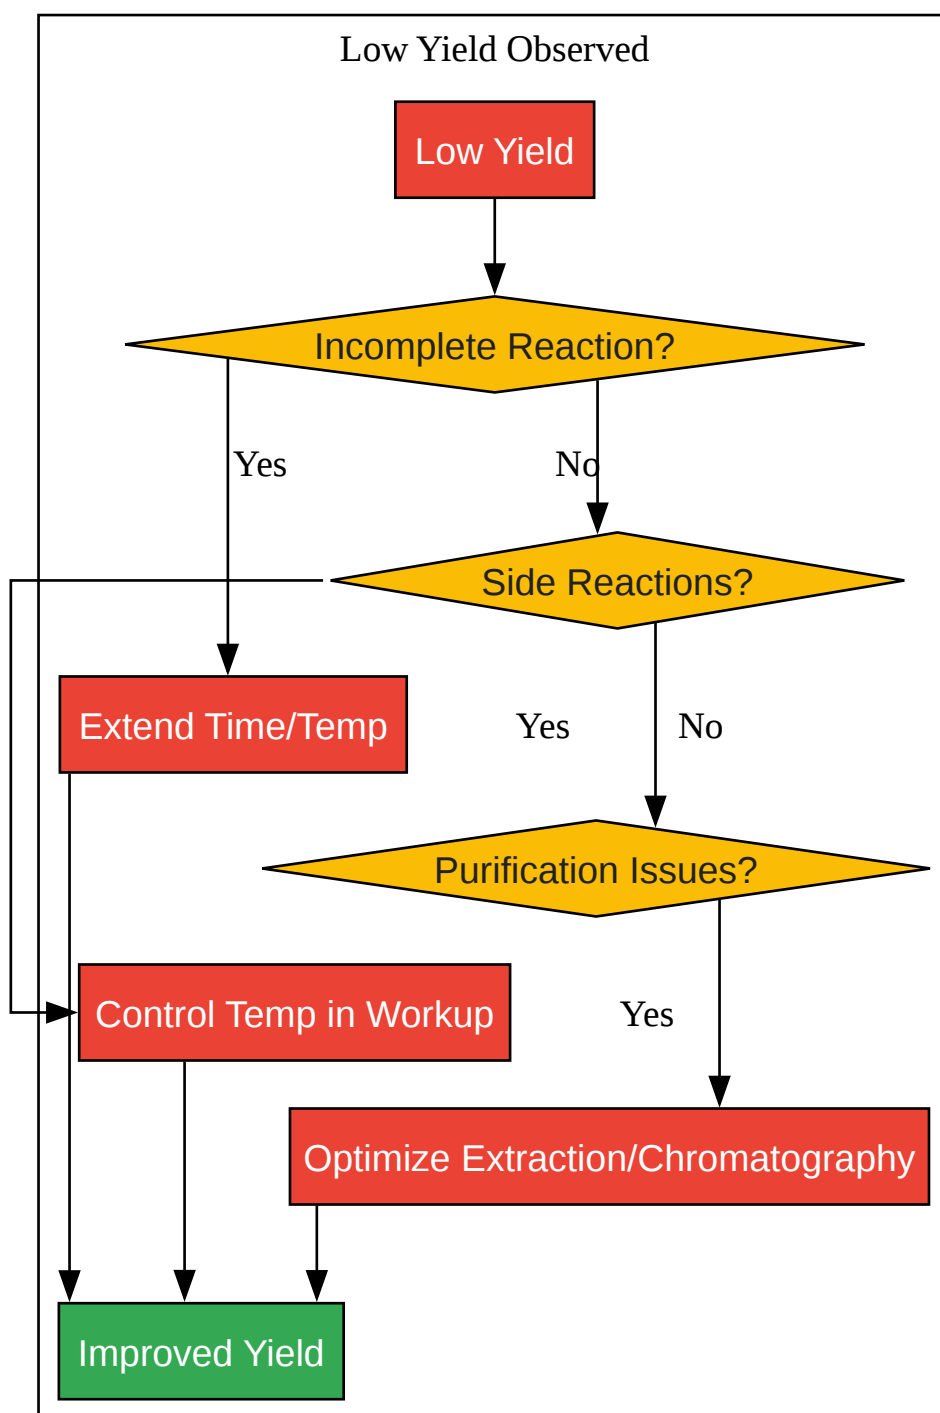 Low Yield Observed
Low Yield
Incomplete Reaction?
Yes
No
Side Reactions?
Extend Time/Temp
Yes
No
Purification Issues?
Control Temp in Workup
Yes
Optimize Extraction/Chromatography
Improved Yield